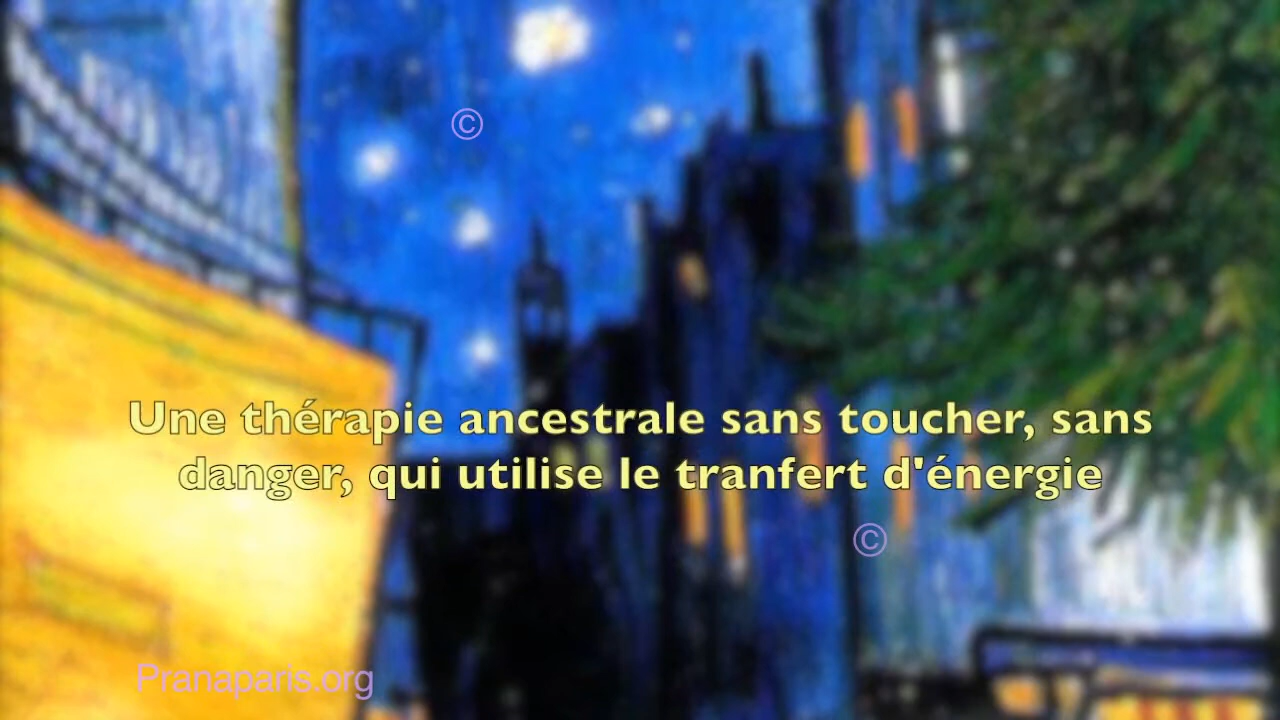 ©
Une thérapie ancestrale sans toucher, sans
danger, qui utilise le tranfert d'énergie
©
Pranaparis.org